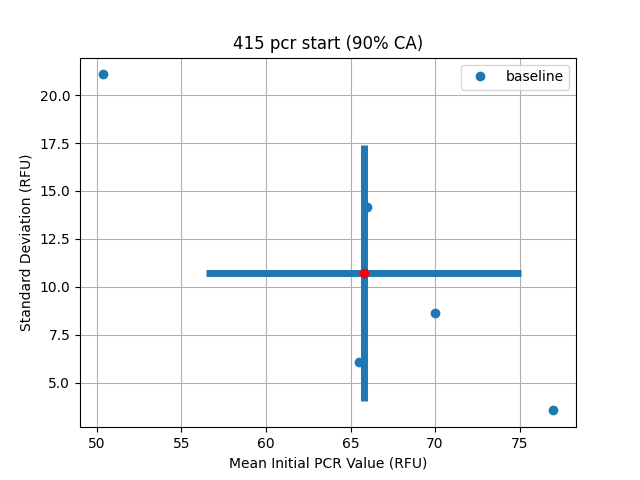 415 pcr start (90% CA)
baseline
20.0
17.5
15.0
12.5
10.0
7.5
5.0
Standard Deviation (RFU)
50 55 60 65 70 75
Mean Initial PCR Value (RFU)